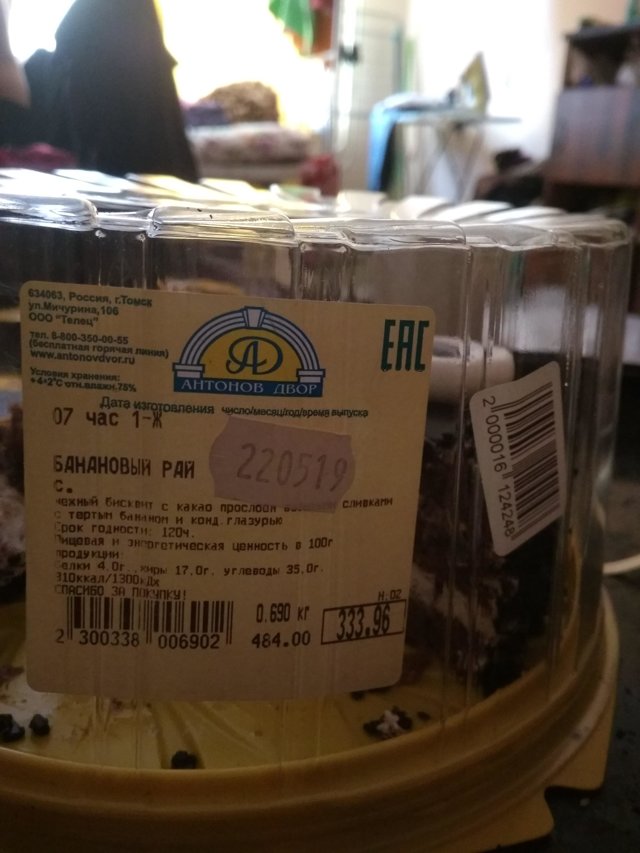 634063, Россия, г.Томск
ул.Мичурина,106
ООО "Телец"
тел. 8-800-350-00-55
(бесплатная горячая линия)
www.antonovdvor.ru
Условия хранения:
+4±2°C отн.влажн.75%
АД
АНТОНОВ ДВОР
EAC
Дата изготовления число/месяц/год/время выпуска
07 час 1-Ж
220519
БАНАНОВЫЙ РАЙ
С.
нежный бисквит с какао прослоен сливками
с тертым бананом и конд.глазурью
Срок годности: 120ч.
Пищевая и энергетическая ценность в 100г
продукции:
белки 4.0г.,жиры 17.0г, углеводы 35.0г.
310ккал/1300кДж
СПАСИБО ЗА ПОКУПКУ!
2 300338 006902
0.690 кг
484.00
Н:02
333.96
2 000016 124248